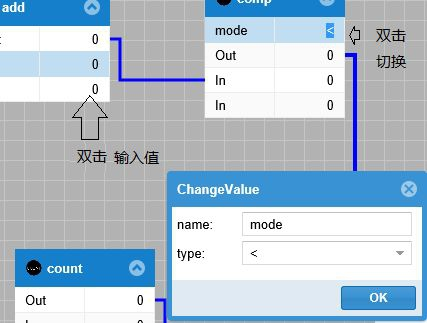 add
comp
0
mode <
双击
切换
0
Out 0
In 0
0
In 0
双击 输入值
ChangeValue
name: mode
type: <
count
Out 0
OK
0